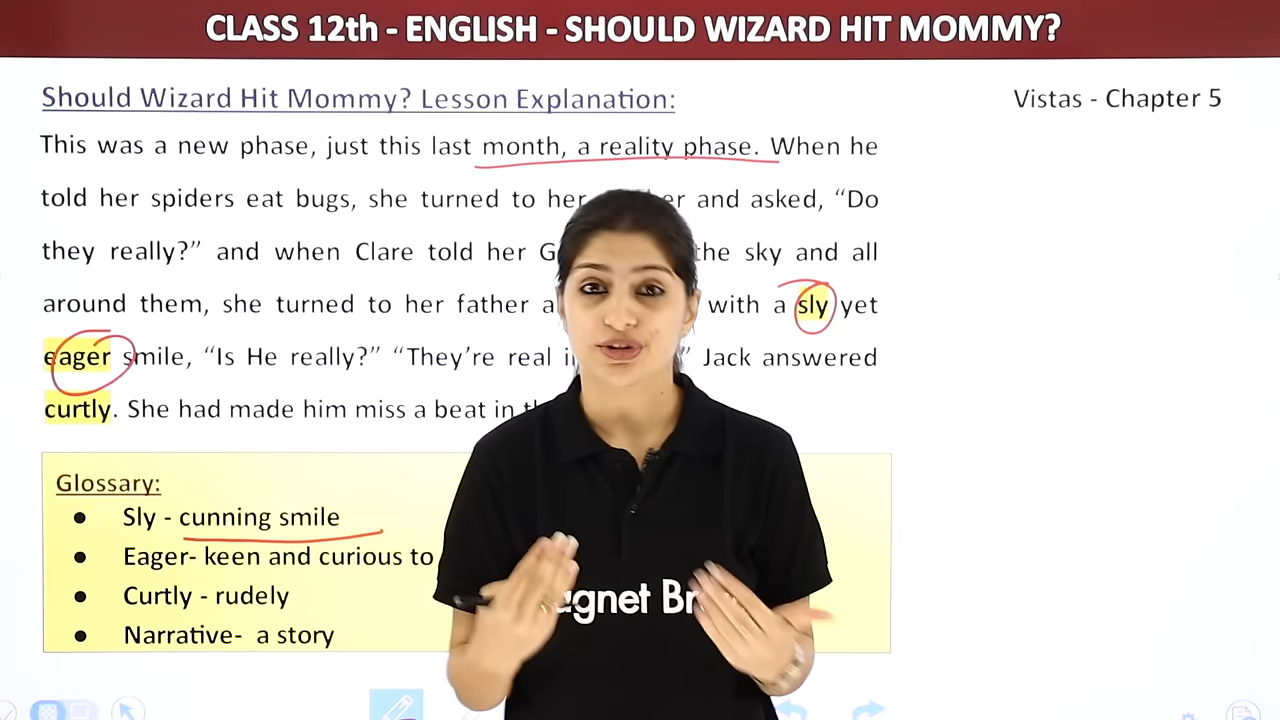 CLASS 12th - ENGLISH - SHOULD WIZARD HIT MOMMY?
Should Wizard Hit Mommy? Lesson Explanation:
Vistas - Chapter 5
This was a new phase, just this last month, a reality phase. When he
told her spiders eat bugs, she turned to her and asked, “Do
they really?” and when Clare told her the sky and all
around them, she turned to her father with a sly yet
eager smile, “Is He really?” “They’re real Jack answered
curtly. She had made him miss a beat in
Glossary:
● Sly - cunning smile
● Eager- keen and curious to
● Curtly - rudely
● Narrative- a story